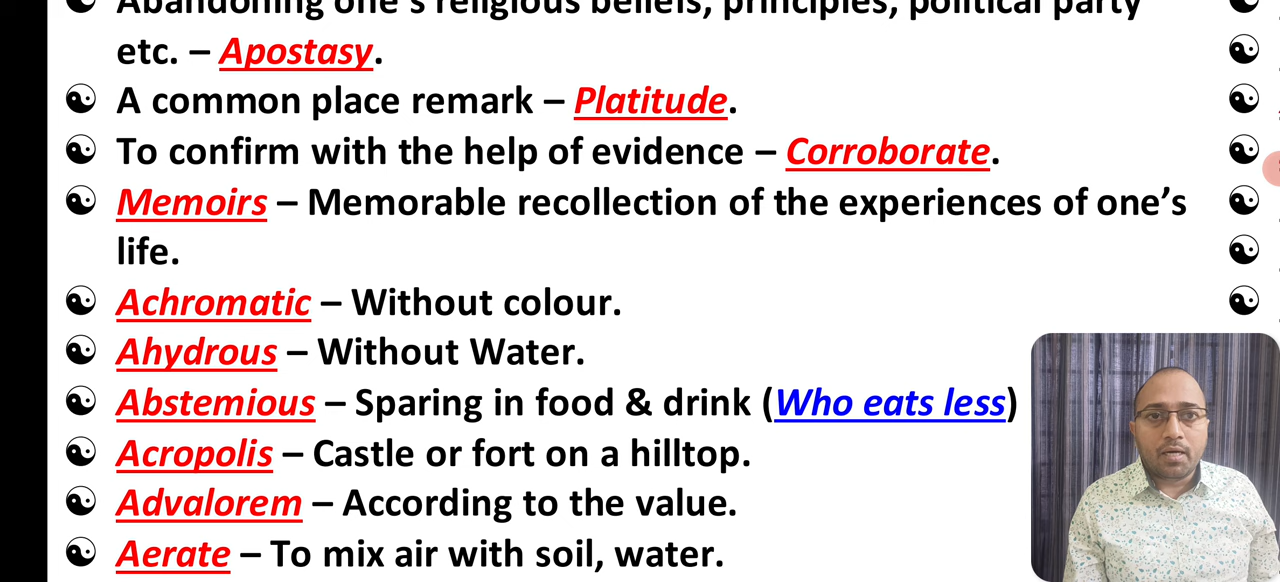 Abandoning one's religious beliefs, principles, political party
etc. – Apostasy.
A common place remark – Platitude.
To confirm with the help of evidence – Corroborate.
Memoirs – Memorable recollection of the experiences of one's
life.
Achromatic – Without colour.
Ahydrous – Without Water.
Abstemious – Sparing in food & drink (Who eats less)
Acropolis – Castle or fort on a hilltop.
Advalorem – According to the value.
Aerate – To mix air with soil, water.